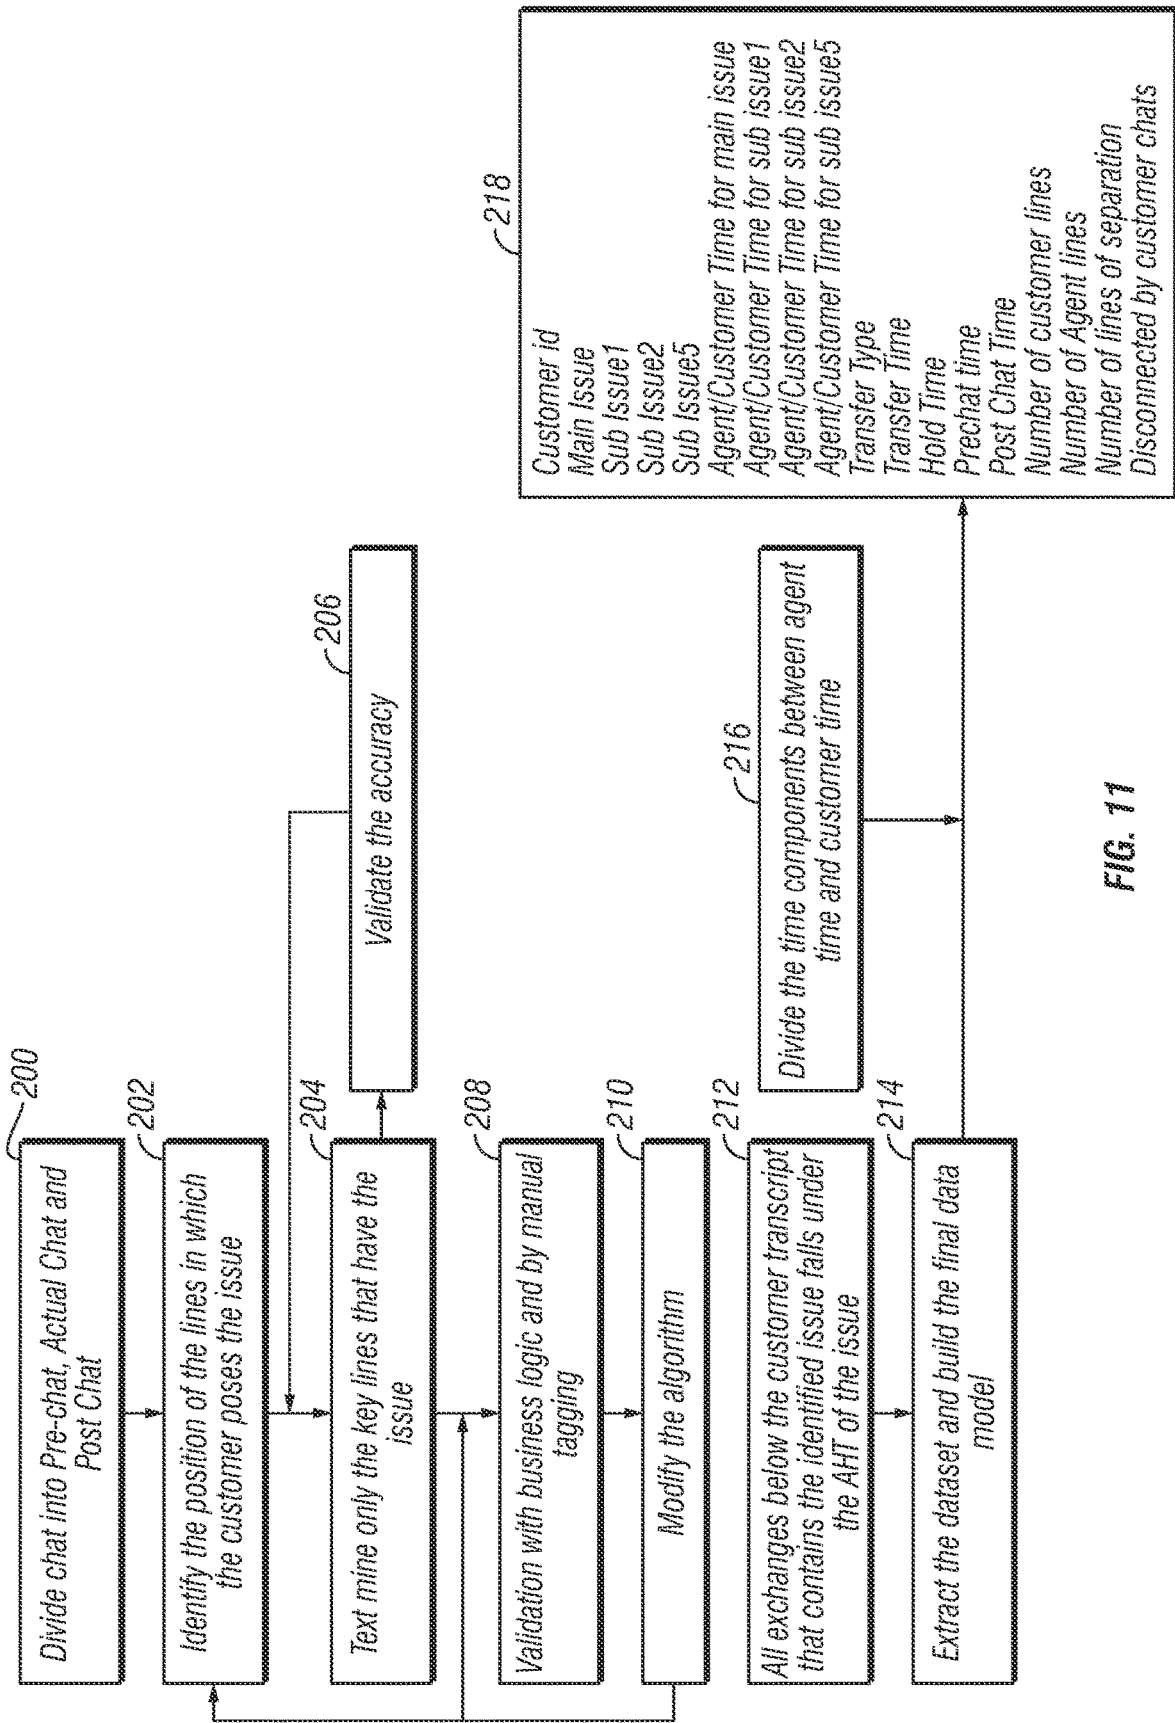 200
Divide chat into Pre-chat, Actual Chat and
Post Chat
202
Identify the position of the lines in which
the customer poses the issue
204
Text mine only the key lines that have the
issue
206
Validate the accuracy
208
Validation with business logic and by manual
tagging
210
Modify the algorithm
212
All exchanges below the customer transcript
that contains the identified issue falls under
the AHT of the issue
214
Extract the dataset and build the final data
model
216
Divide the time components between agent
time and customer time
218
Customer id
Main Issue
Sub Issue1
Sub Issue2
Sub Issue5
Agent/Customer Time for main issue
Agent/Customer Time for sub issue1
Agent/Customer Time for sub issue2
Agent/Customer Time for sub issue5
Transfer Type
Transfer Time
Hold Time
Prechat time
Post Chat Time
Number of customer lines
Number of Agent lines
Number of lines of separation
Disconnected by customer chats
FIG. 11